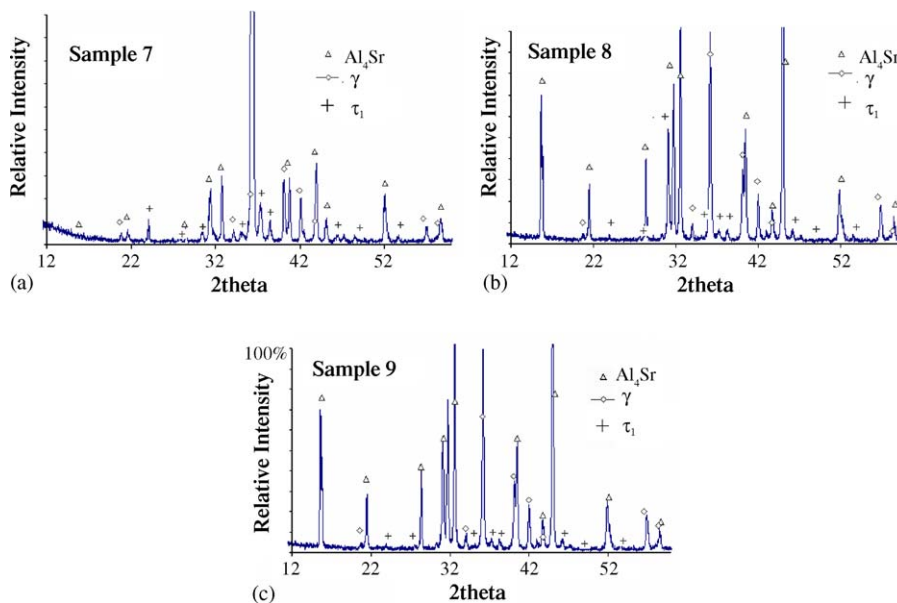 Sample 7
Al₄Sr
γ
τ₁
Relative Intensity
12 22 32 42 52
2theta
(a)
Sample 8
Al₄Sr
γ
τ₁
Relative Intensity
12 22 32 42 52
2theta
(b)
100%
Sample 9
Al₄Sr
γ
τ₁
Relative Intensity
12 22 32 42 52
2theta
(c)